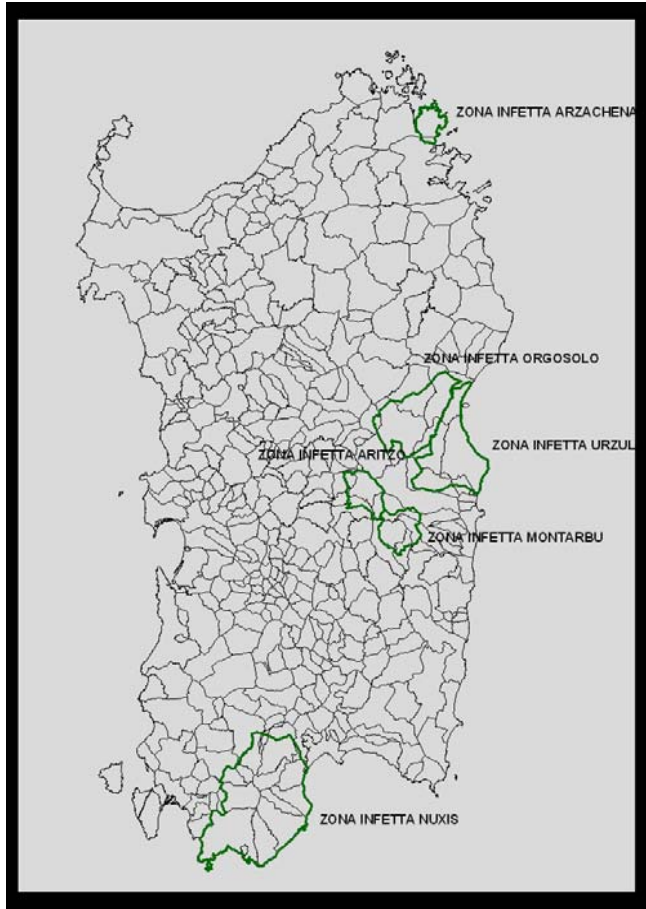 ZONA INFETTA ARZACHENA
ZONA INFETTA ORGOSOLO
ZONA INFETTA URZUL
ZONA INFETTA ARITZO
ZONA INFETTA MONTARBU
ZONA INFETTA NUXIS